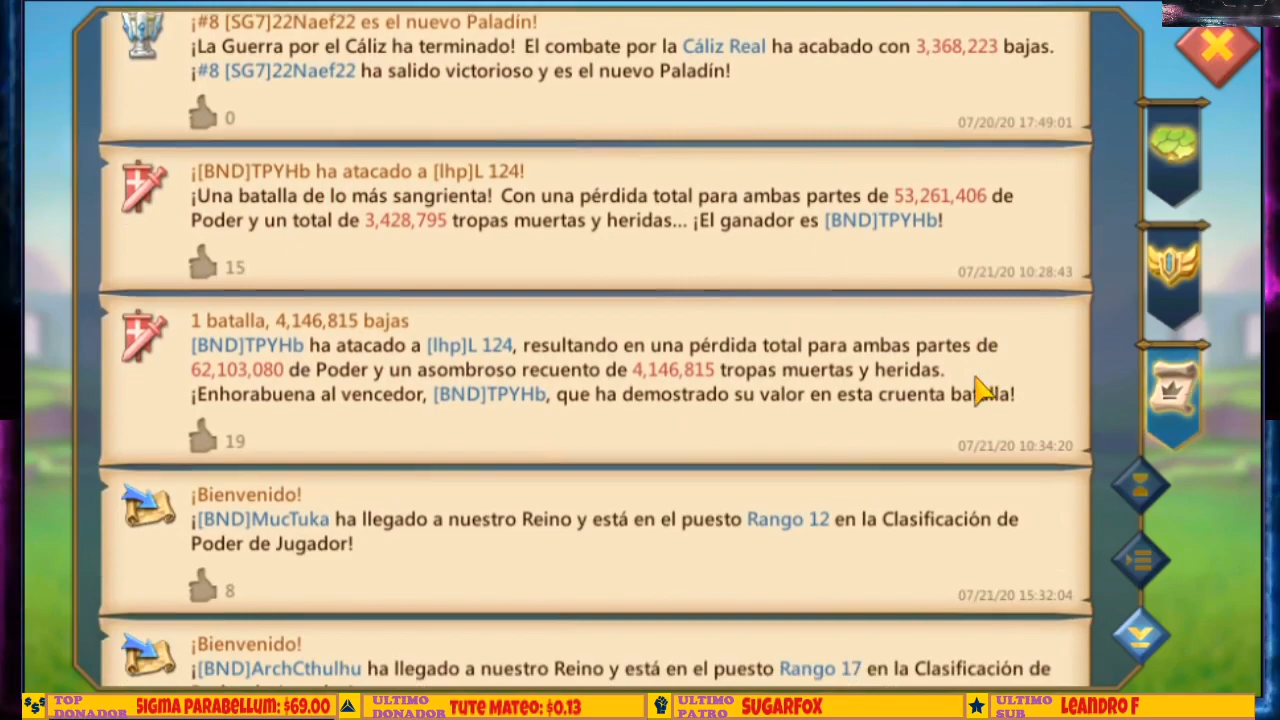 ¡#8 [SG7]22Naef22 es el nuevo Paladín!
¡La Guerra por el Cáliz ha terminado! El combate por la Cáliz Real ha acabado con 3,368,223 bajas.
¡#8 [SG7]22Naef22 ha salido victorioso y es el nuevo Paladín!
0
07/20/20 17:49:01
¡[BND]TPYHb ha atacado a [lhp]L 124!
¡Una batalla de lo más sangrienta! Con una pérdida total para ambas partes de 53,261,406 de
Poder y un total de 3,428,795 tropas muertas y heridas... ¡El ganador es [BND]TPYHb!
15
07/21/20 10:28:43
1 batalla, 4,146,815 bajas
[BND]TPYHb ha atacado a [lhp]L 124, resultando en una pérdida total para ambas partes de
62,103,080 de Poder y un asombroso recuento de 4,146,815 tropas muertas y heridas.
¡Enhorabuena al vencedor, [BND]TPYHb, que ha demostrado su valor en esta cruenta batalla!
19
07/21/20 10:34:20
¡Bienvenido!
¡[BND]MucTuka ha llegado a nuestro Reino y está en el puesto Rango 12 en la Clasificación de
Poder de Jugador!
8
07/21/20 15:32:04
¡Bienvenido!
¡[BND]ArchCthulhu ha llegado a nuestro Reino y está en el puesto Rango 17 en la Clasificación de
TOP DONADOR SIGMA PARABELLUM: $69.00
ULTIMO DONADOR TUTE MATEO: $0.13
ULTIMO PATRO SUGARFOX
ULTIMO SUB LEANDRO F